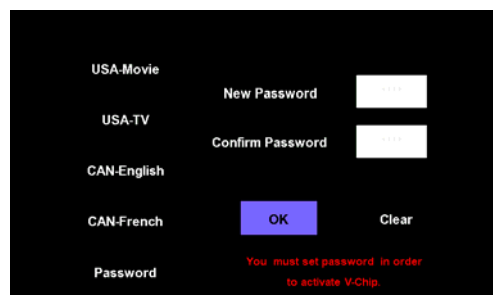 USA-Movie
USA-TV
CAN-English
CAN-French
Password
New Password
....
Confirm Password
....
OK
Clear
You must set password in order
to activate V-Chip.